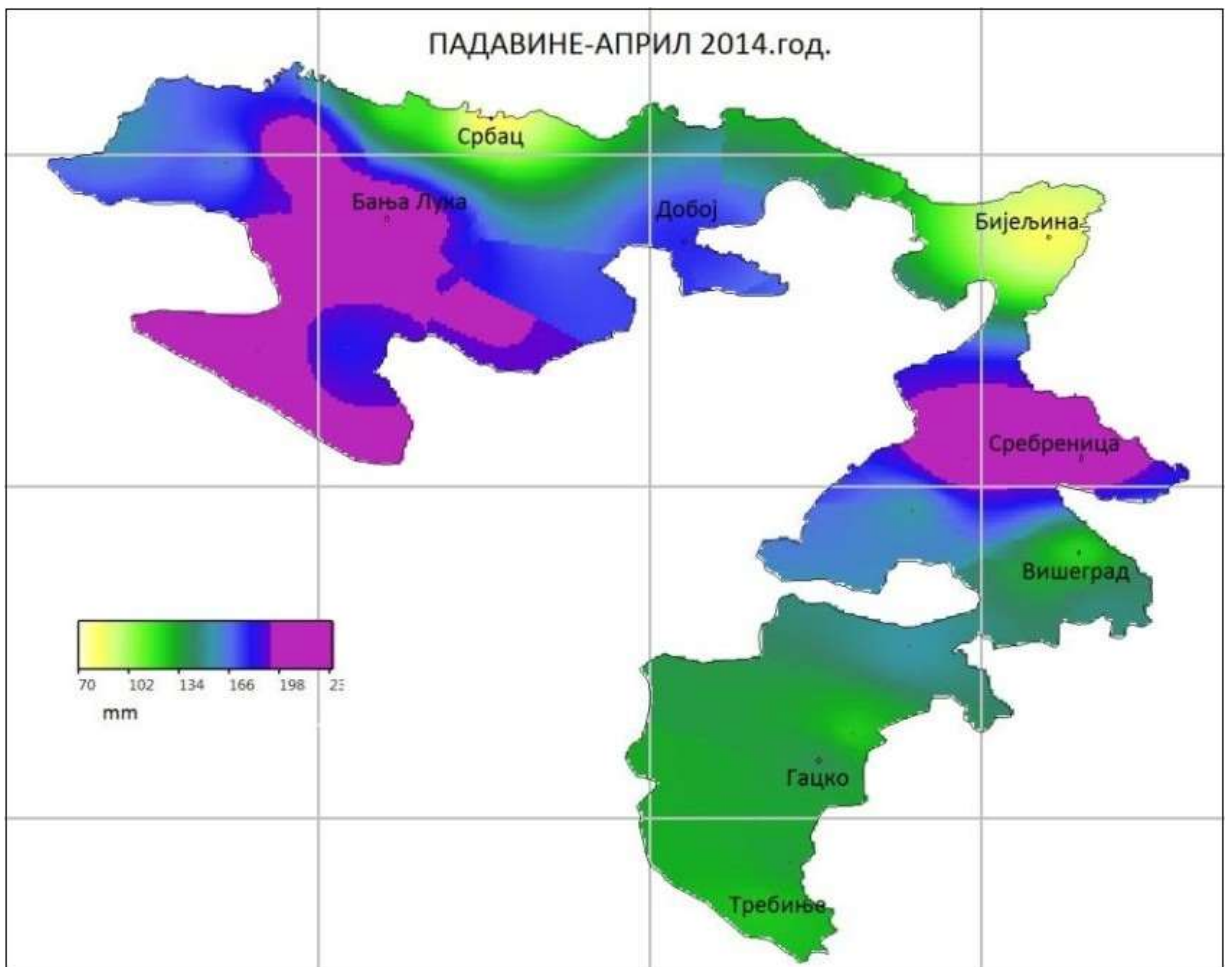 ПАДАВИНЕ-АПРИЛ 2014.год.
Србац
Бања Лука
Добој
Бијељина
Сребреница
Вишеград
70 102 134 166 198
mm
Гацко
Требиње